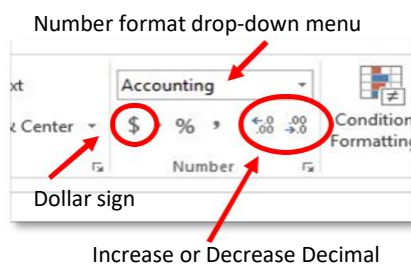 Number format drop-down menu
xt
Accounting
& Center
$ % ,
←.0 .00
.00 →.0
Condition
Formatting
Number
Dollar sign
Increase or Decrease Decimal